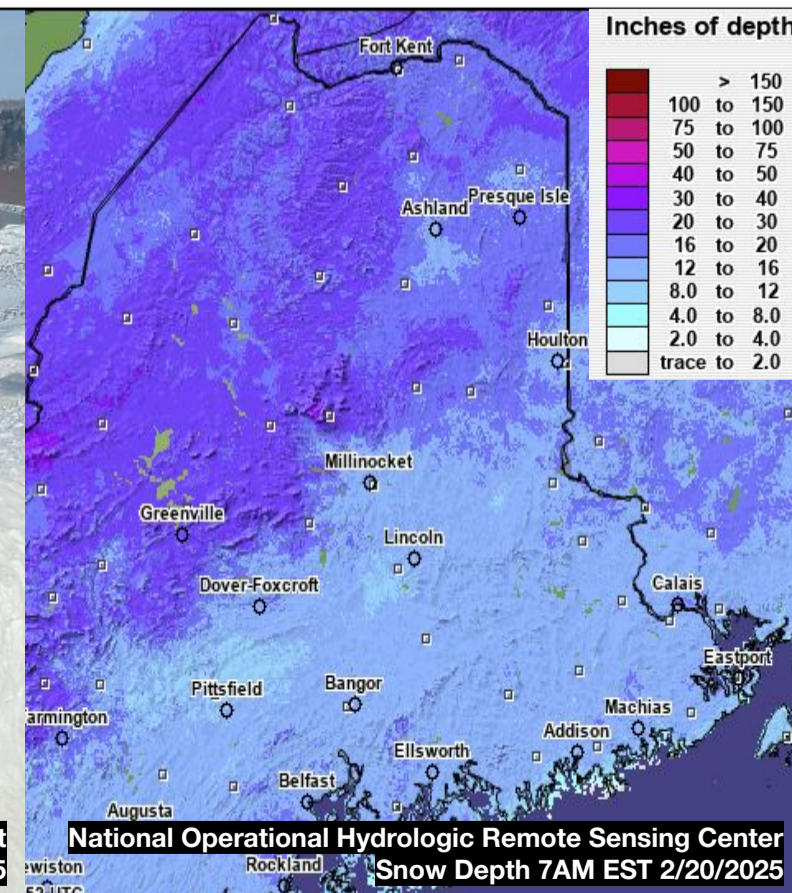 Inches of depth
> 150
100 to 150
75 to 100
50 to 75
40 to 50
30 to 40
20 to 30
16 to 20
12 to 16
8.0 to 12
4.0 to 8.0
2.0 to 4.0
trace to 2.0
Fort Kent
Presque Isle
Ashland
Houlton
Millinocket
Greenville
Lincoln
Dover-Foxcroft
Calais
Eastport
Pittsfield
Bangor
armington
Machias
Addison
Ellsworth
Belfast
Augusta
t
National Operational Hydrologic Remote Sensing Center
5
ewiston
Rockland
Snow Depth 7AM EST 2/20/2025